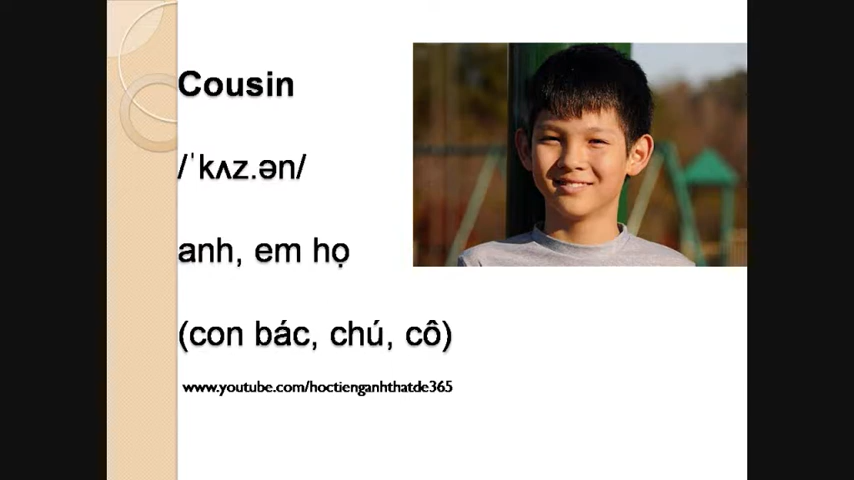 Cousin
/ˈkʌz.ən/
anh, em họ
(con bác, chú, cô)
www.youtube.com/hoctienganhthatde365